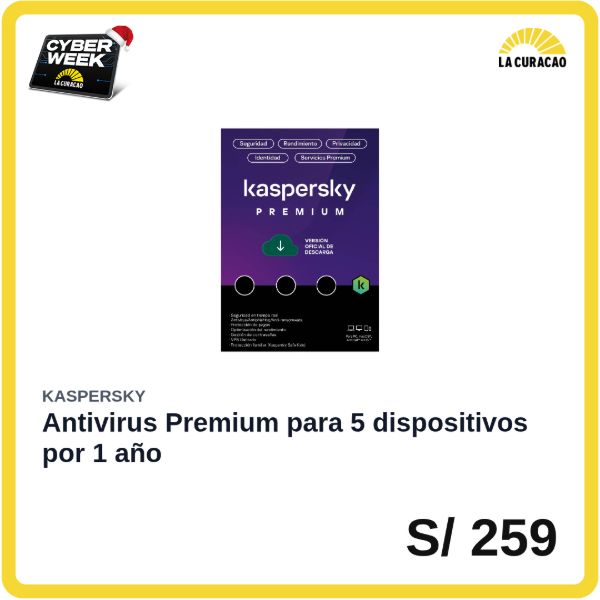 CYBER
WEEK
LA CURACAO
LA CURACAO
Seguridad
Rendimiento
Privacidad
Identidad
Servicios Premium
kaspersky
PREMIUM
VERSIÓN
OFICIAL DE
DESCARGA
k
KASPERSKY
Antivirus Premium para 5 dispositivos
por 1 año
S/ 259